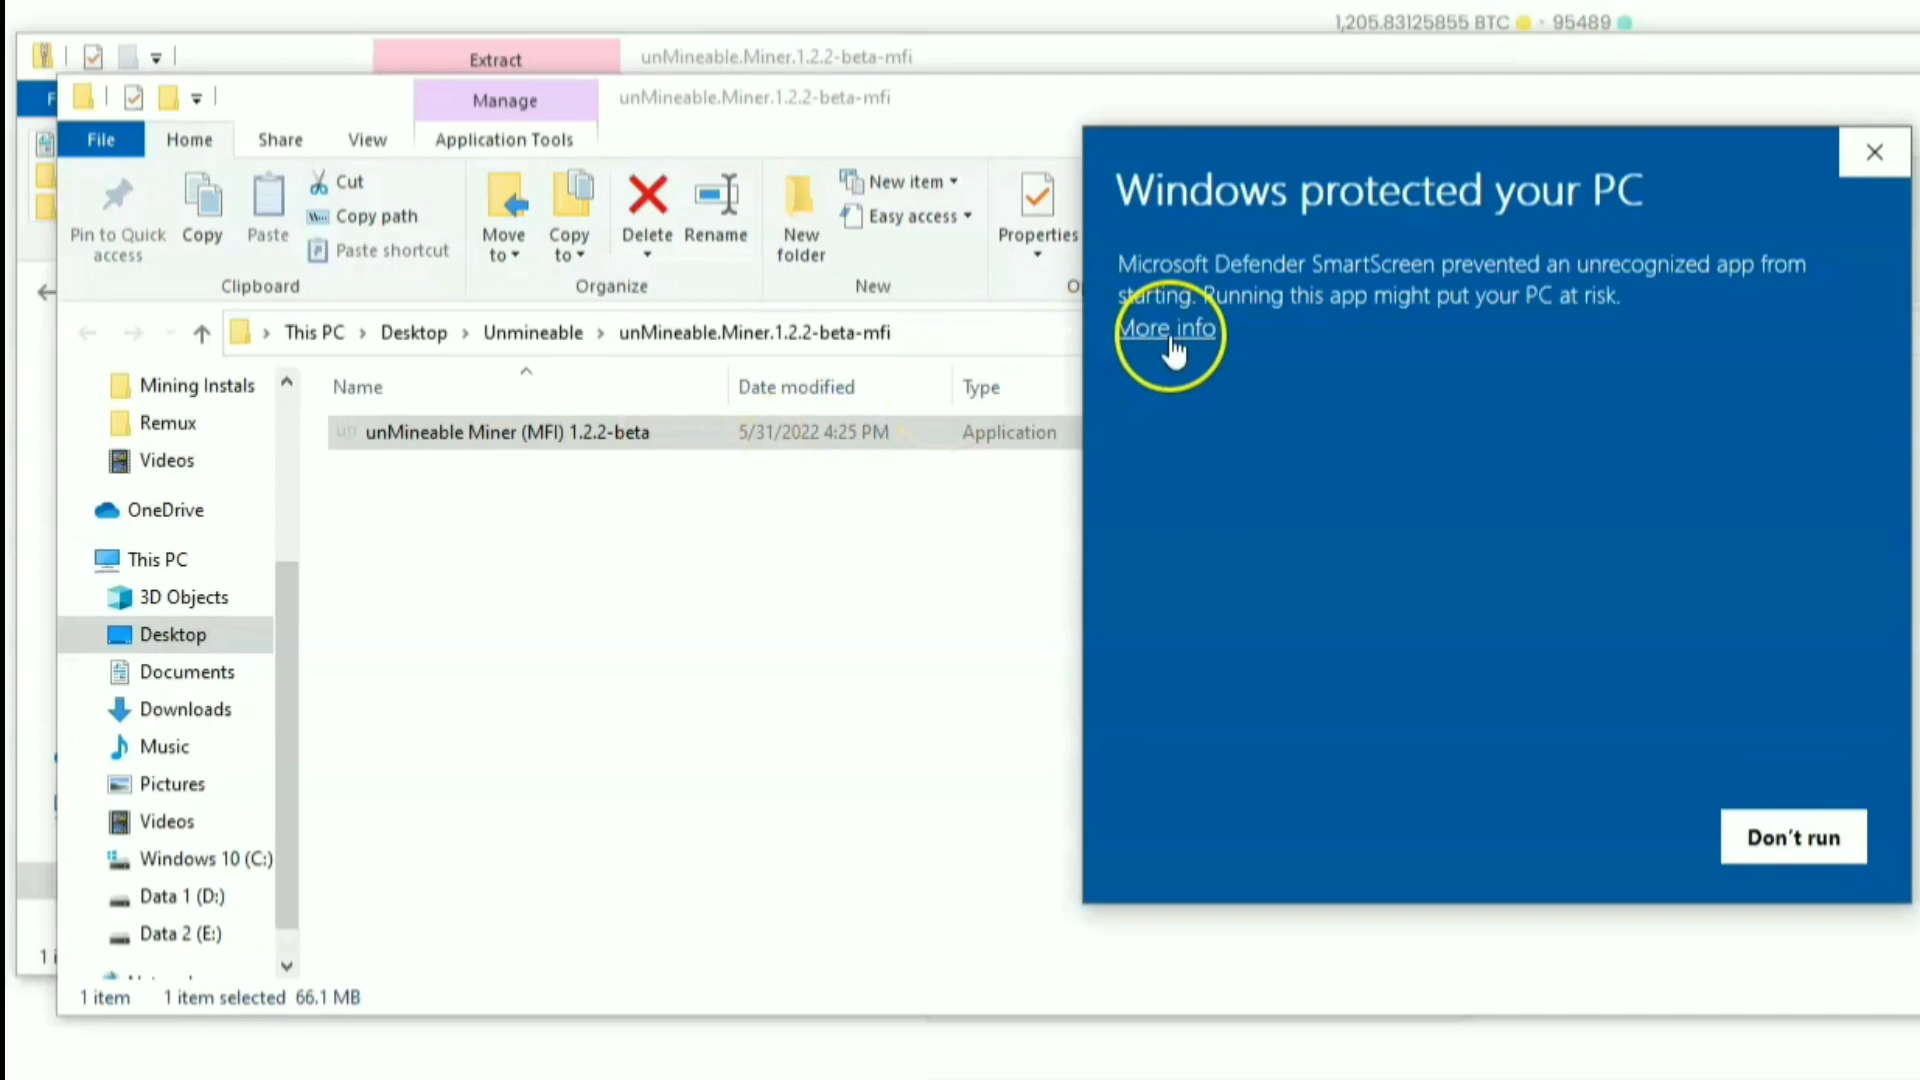 1,205.83125855 BTC - 95489
Extract
unMineable.Miner.1.2.2-beta-mfi
F
Manage
unMineable.Miner.1.2.2-beta-mfi
File
Home
Share
View
Application Tools
Pin to Quick access
Copy
Paste
Cut
Copy path
Paste shortcut
Clipboard
Move to
Copy to
Delete
Rename
Organize
New folder
New item
Easy access
New
Properties
This PC > Desktop > Unmineable > unMineable.Miner.1.2.2-beta-mfi
Name
Date modified
Type
unMineable Miner (MFI) 1.2.2-beta
5/31/2022 4:25 PM
Application
Mining Instals
Remux
Videos
OneDrive
This PC
3D Objects
Desktop
Documents
Downloads
Music
Pictures
Videos
Windows 10 (C:)
Data 1 (D:)
Data 2 (E:)
1 item
1 item selected 66.1 MB
Windows protected your PC
Microsoft Defender SmartScreen prevented an unrecognized app from
starting. Running this app might put your PC at risk.
More info
Don't run